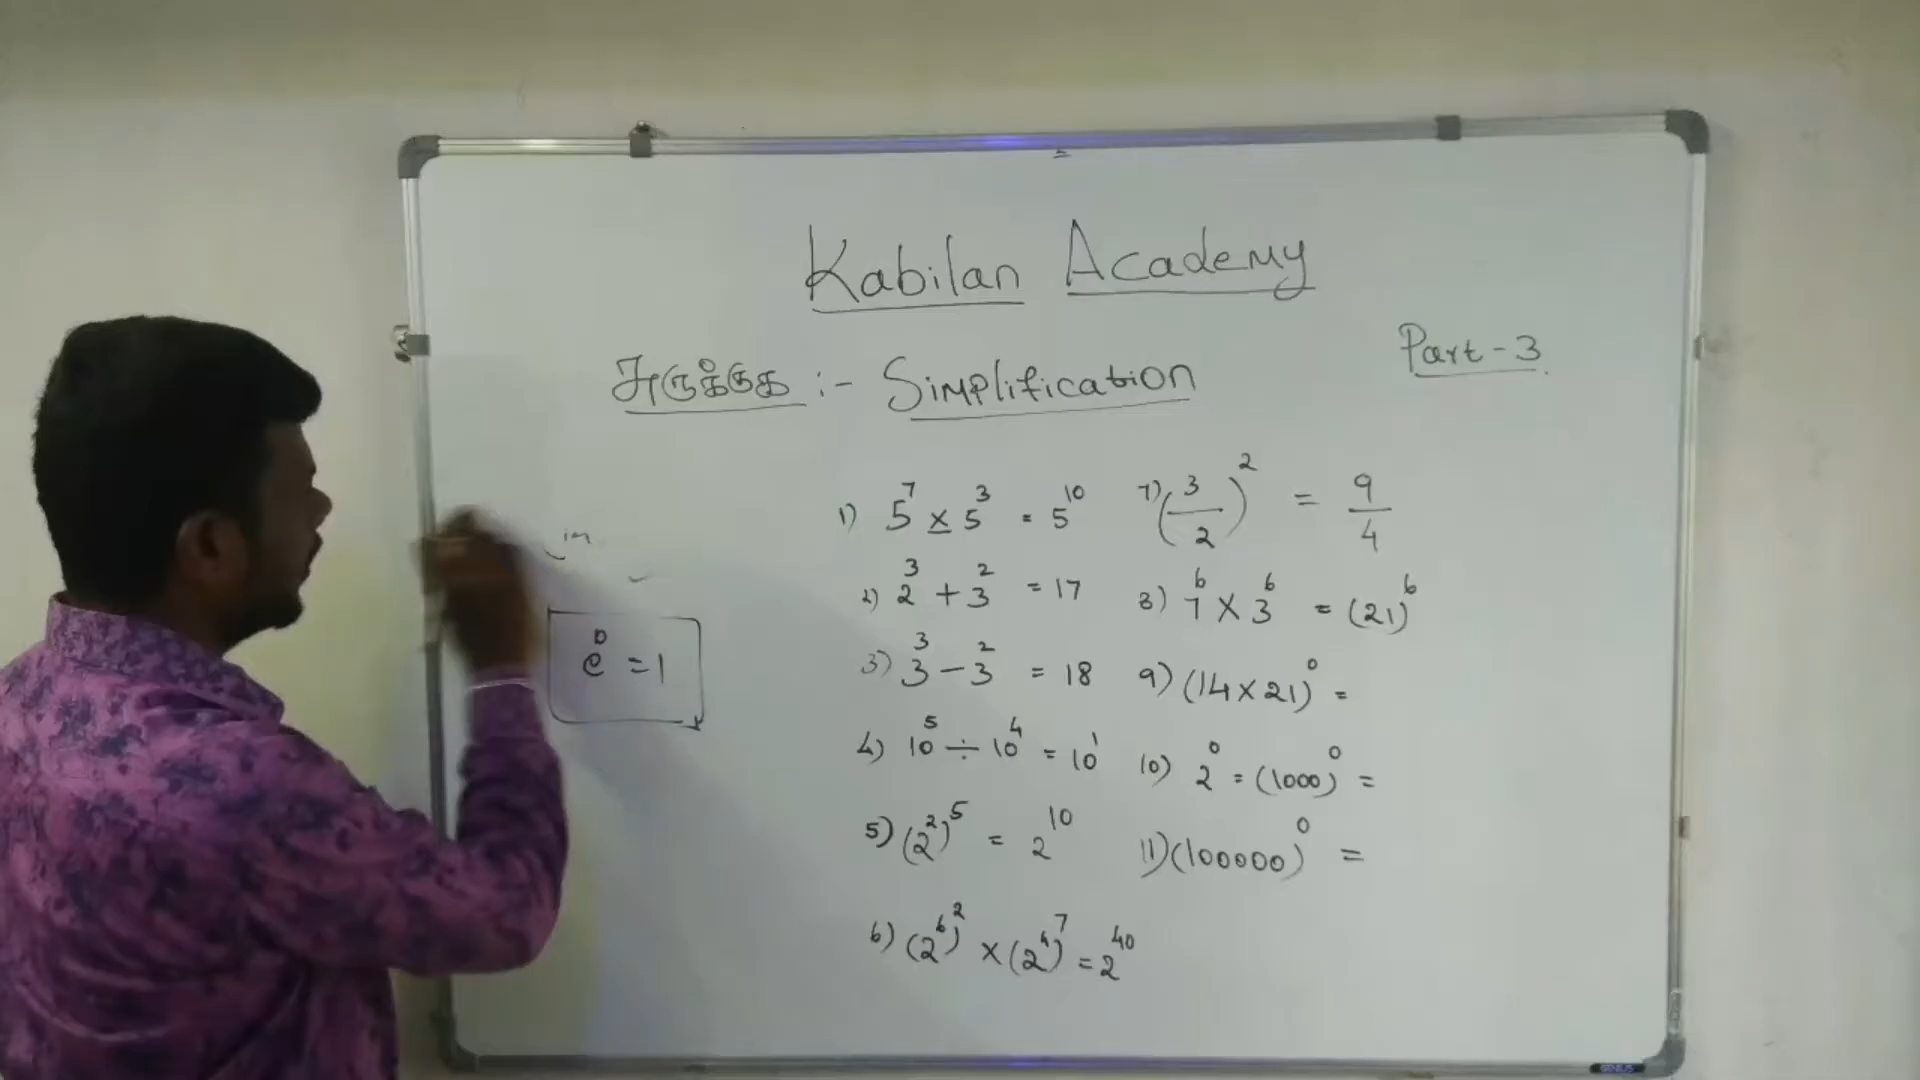 Kabilan Academy
சுருக்குக :- Simplification
Part-3
e⁰ = 1
1) 5⁷ × 5³ = 5¹⁰
2) 2³ + 3² = 17
3) 3³ - 3² = 18
4) 10⁵ ÷ 10⁴ = 10¹
5) (2²)⁵ = 2¹⁰
6) (2⁶)² × (2⁴)⁷ = 2⁴⁰
7) (3/2)² = 9/4
8) 7⁶ × 3⁶ = (21)⁶
9) (14×21)⁰ =
10) 2⁰ = (1000)⁰ =
11) (100000)⁰ =